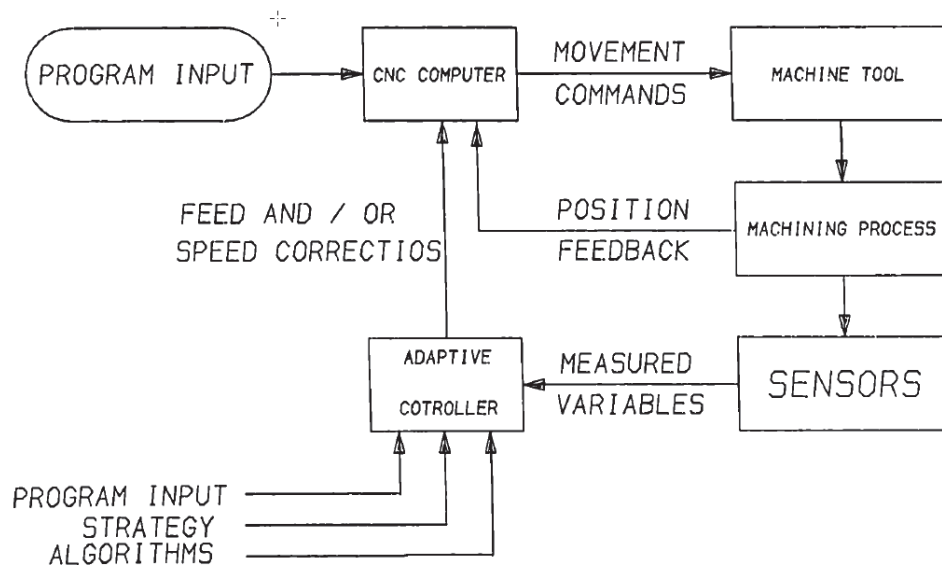 PROGRAM INPUT
CNC COMPUTER
MOVEMENT
COMMANDS
MACHINE TOOL
FEED AND / OR
SPEED CORRECTIOS
POSITION
FEEDBACK
MACHINING PROCESS
ADAPTIVE
COTROLLER
MEASURED
VARIABLES
SENSORS
PROGRAM INPUT
STRATEGY
ALGORITHMS